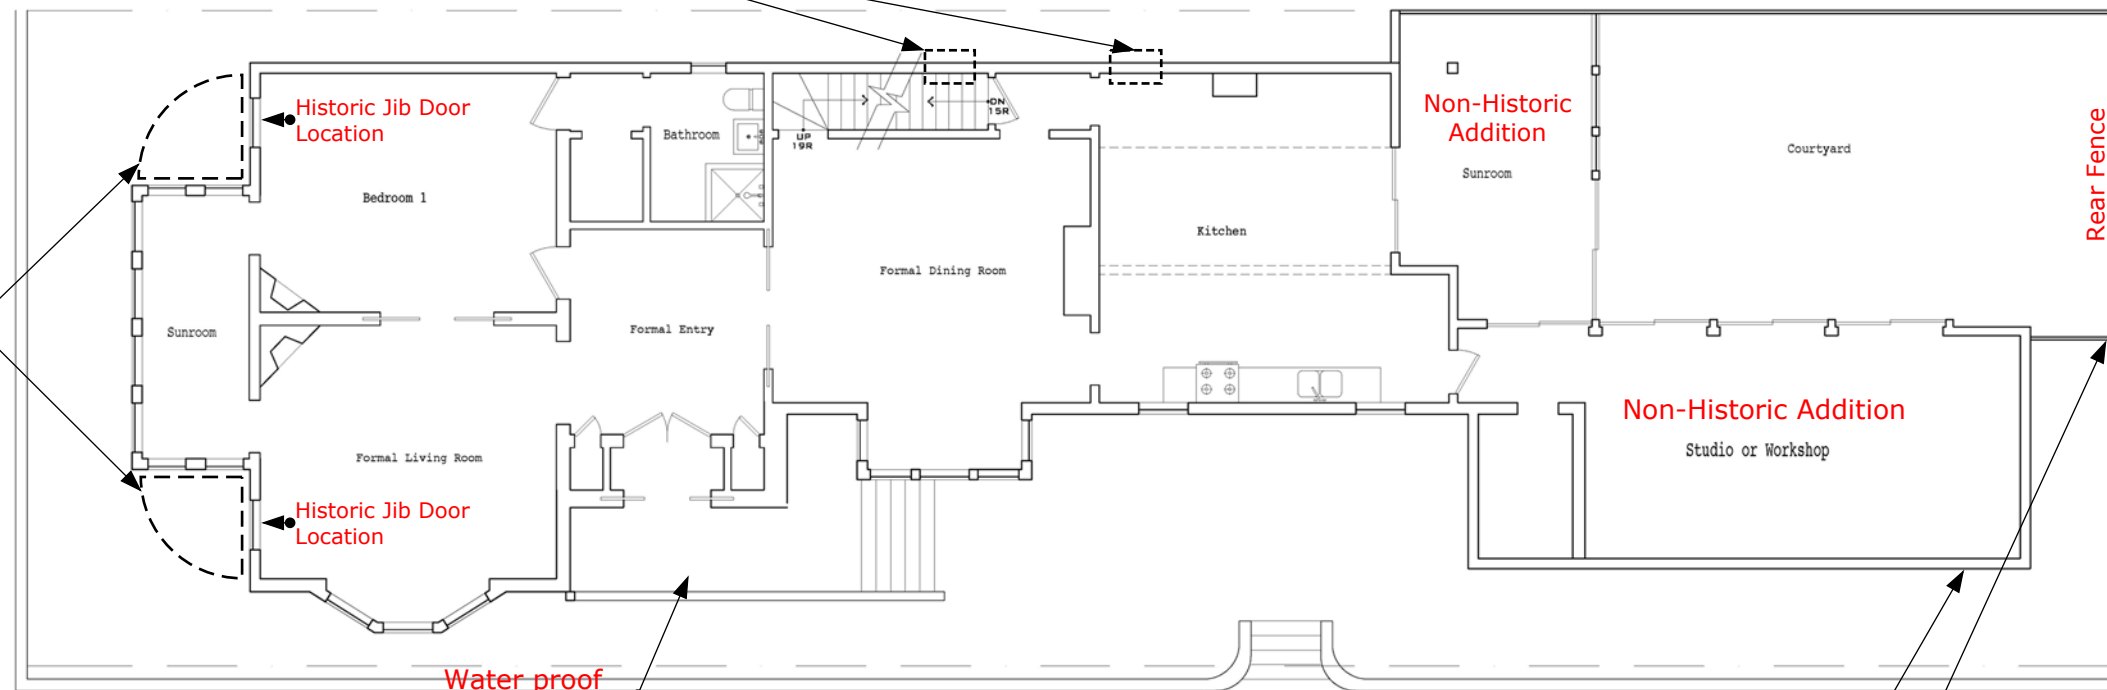 Historic Jib Door
Location
Bedroom 1
Bathroom
UP
19R
DN
15R
Non-Historic
Addition
Sunroom
Courtyard
Rear Fence
Kitchen
Formal Dining Room
Sunroom
Formal Entry
Formal Living Room
Non-Historic Addition
Studio or Workshop
Historic Jib Door
Location
Water proof